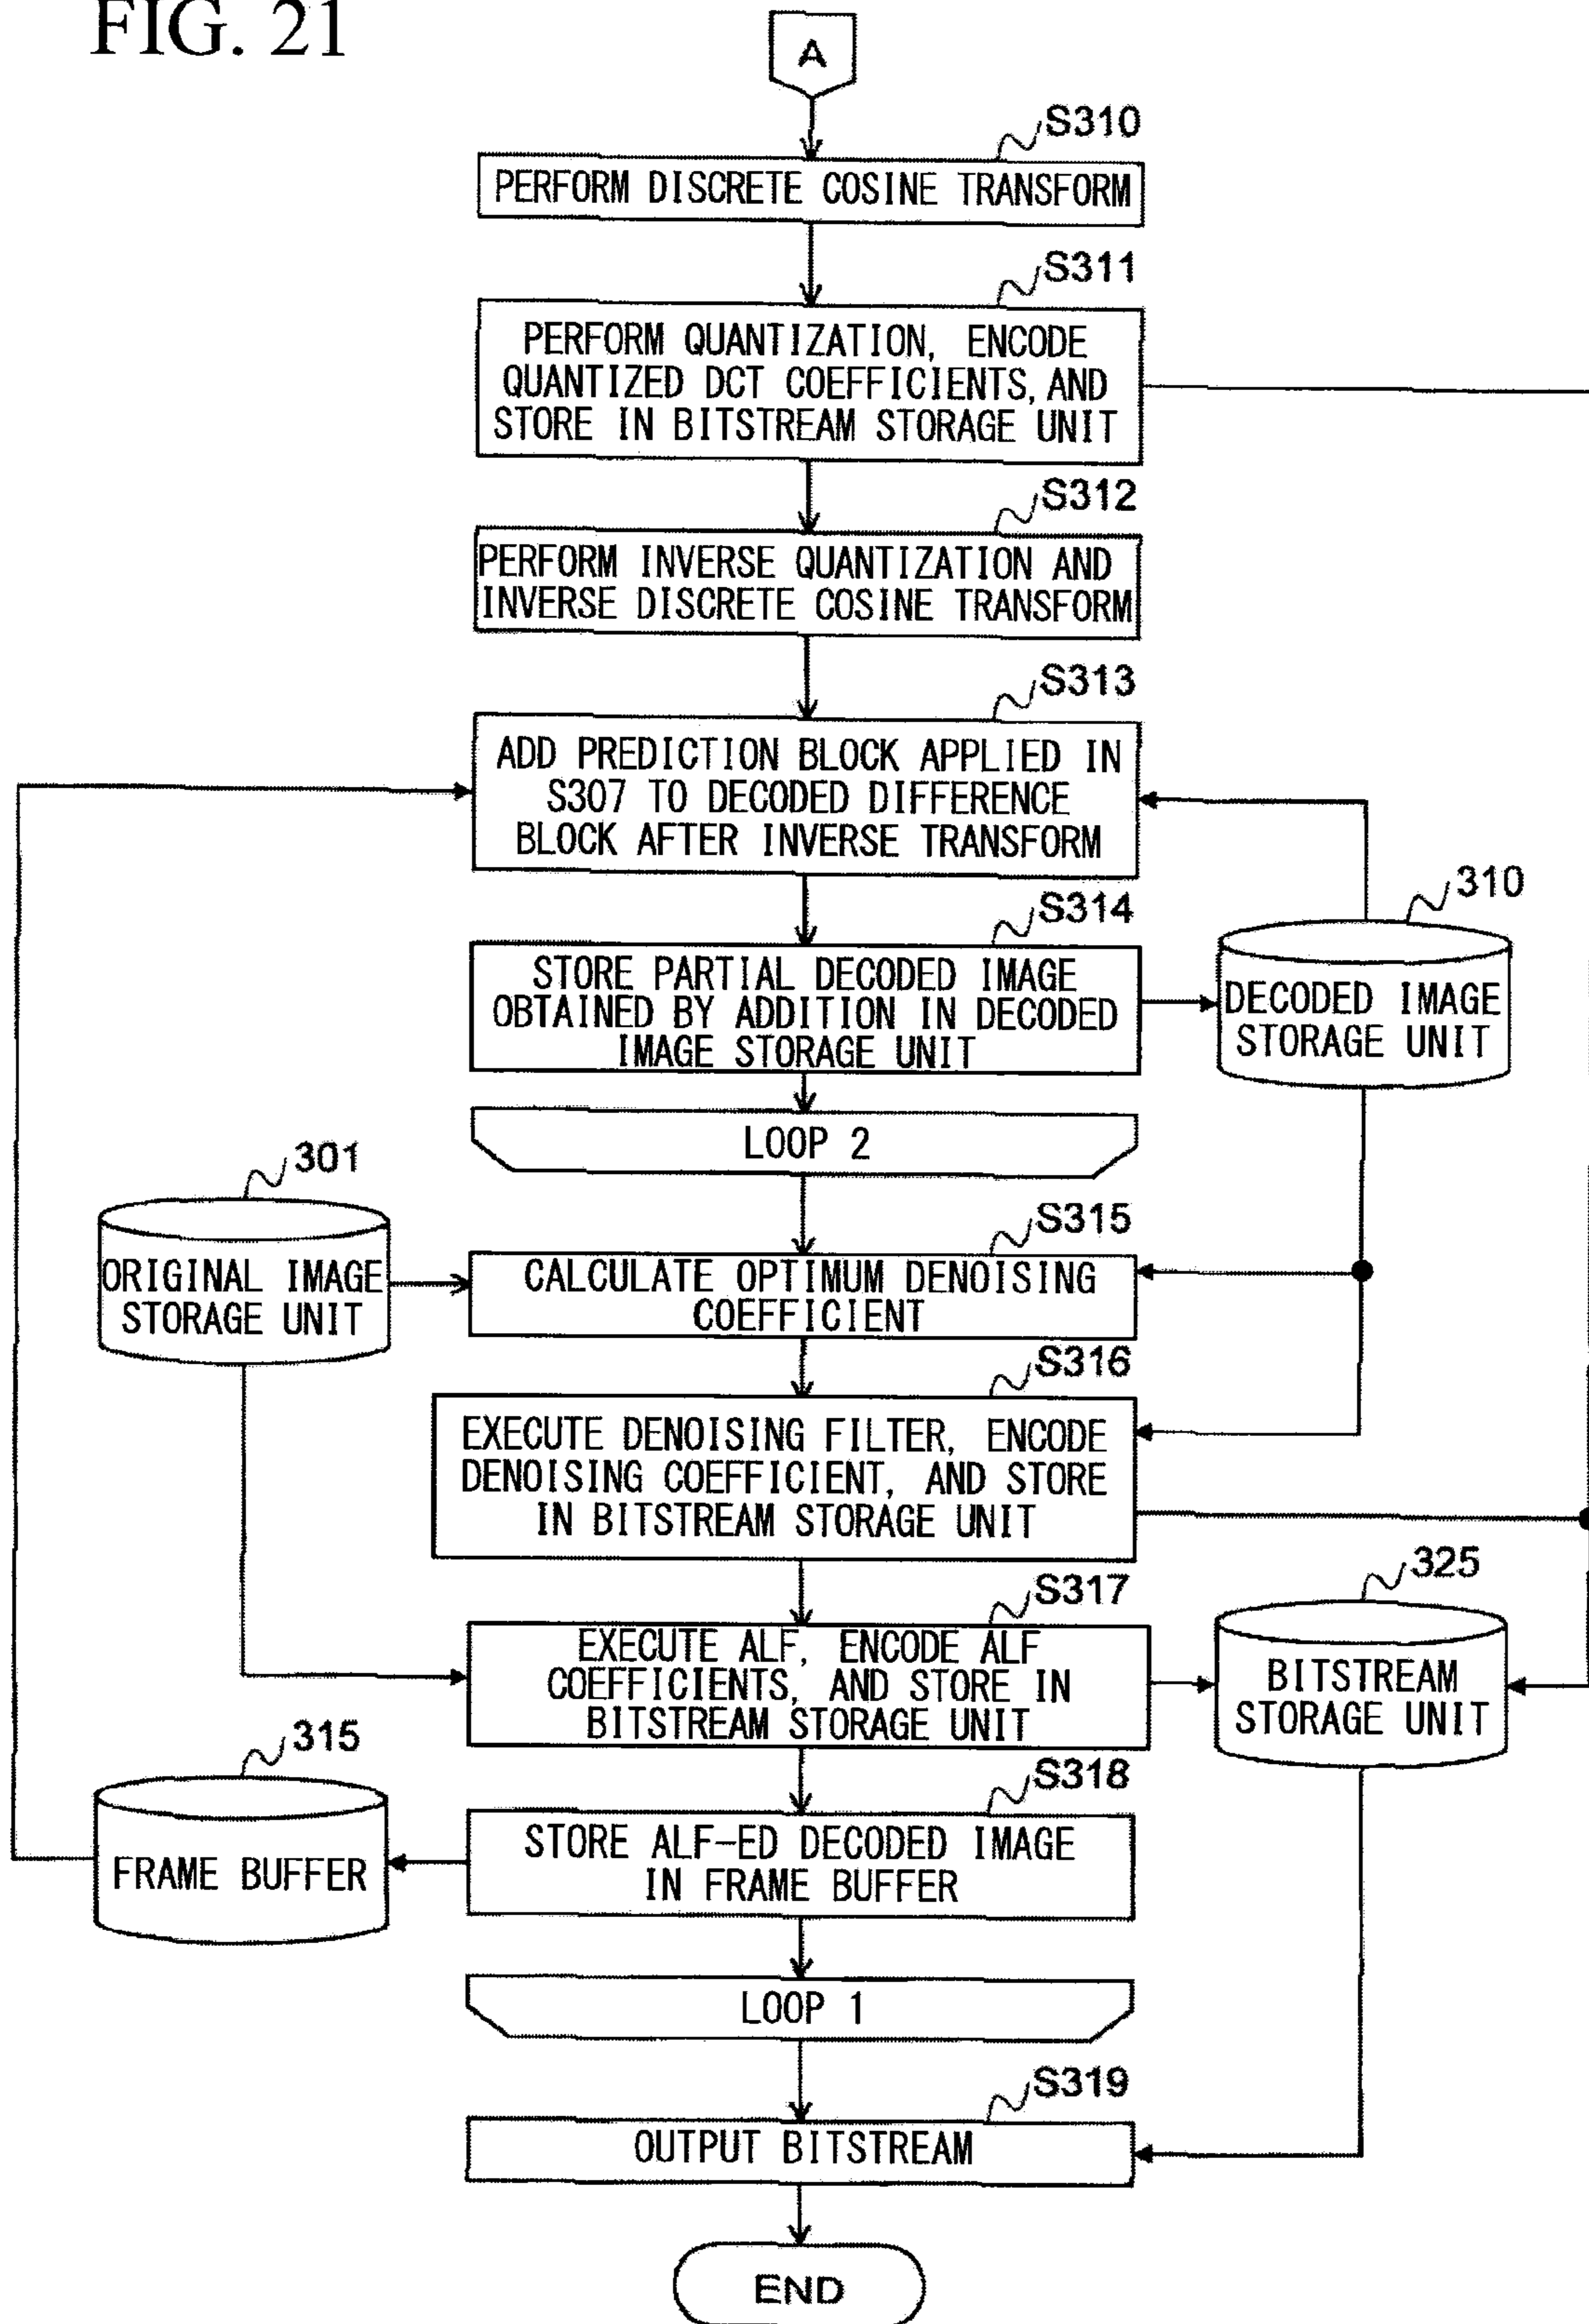 FIG. 21
A
S310
PERFORM DISCRETE COSINE TRANSFORM
S311
PERFORM QUANTIZATION, ENCODE
QUANTIZED DCT COEFFICIENTS, AND
STORE IN BITSTREAM STORAGE UNIT
S312
PERFORM INVERSE QUANTIZATION AND
INVERSE DISCRETE COSINE TRANSFORM
S313
ADD PREDICTION BLOCK APPLIED IN
S307 TO DECODED DIFFERENCE
BLOCK AFTER INVERSE TRANSFORM
310
DECODED IMAGE
STORAGE UNIT
S314
STORE PARTIAL DECODED IMAGE
OBTAINED BY ADDITION IN DECODED
IMAGE STORAGE UNIT
LOOP 2
301
ORIGINAL IMAGE
STORAGE UNIT
S315
CALCULATE OPTIMUM DENOISING
COEFFICIENT
S316
EXECUTE DENOISING FILTER, ENCODE
DENOISING COEFFICIENT, AND STORE
IN BITSTREAM STORAGE UNIT
S317
EXECUTE ALF, ENCODE ALF
COEFFICIENTS, AND STORE IN
BITSTREAM STORAGE UNIT
325
BITSTREAM
STORAGE UNIT
315
FRAME BUFFER
S318
STORE ALF-ED DECODED IMAGE
IN FRAME BUFFER
LOOP 1
S319
OUTPUT BITSTREAM
END